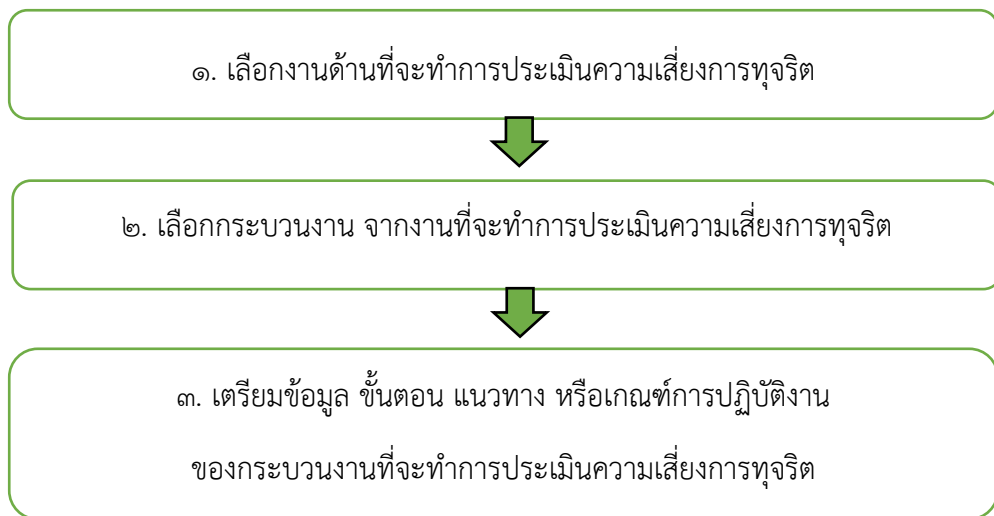 ๑. เลือกงานด้านที่จะทำการประเมินความเสี่ยงการทุจริต
๒. เลือกกระบวนงาน จากงานที่จะทำการประเมินความเสี่ยงการทุจริต
๓. เตรียมข้อมูล ขั้นตอน แนวทาง หรือเกณฑ์การปฏิบัติงาน
ของกระบวนงานที่จะทำการประเมินความเสี่ยงการทุจริต